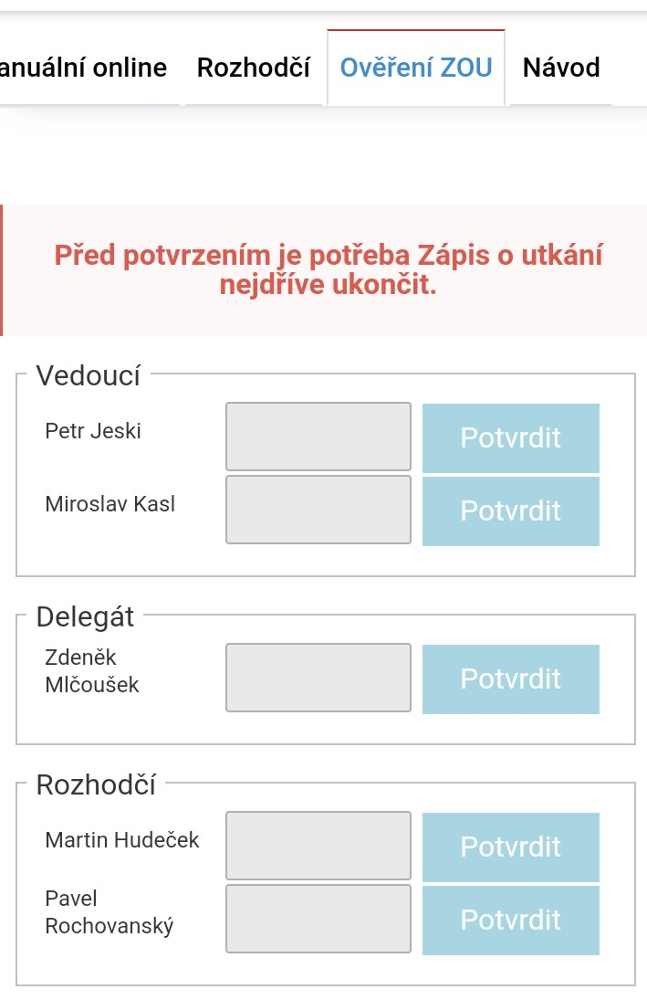 anuální online Rozhodčí Ověření ZOU Návod
Před potvrzením je potřeba Zápis o utkání
nejdříve ukončit.
Vedoucí
Petr Jeski Potvrdit
Miroslav Kasl Potvrdit
Delegát
Zdeněk
Mlčoušek Potvrdit
Rozhodčí
Martin Hudeček Potvrdit
Pavel
Rochovanský Potvrdit